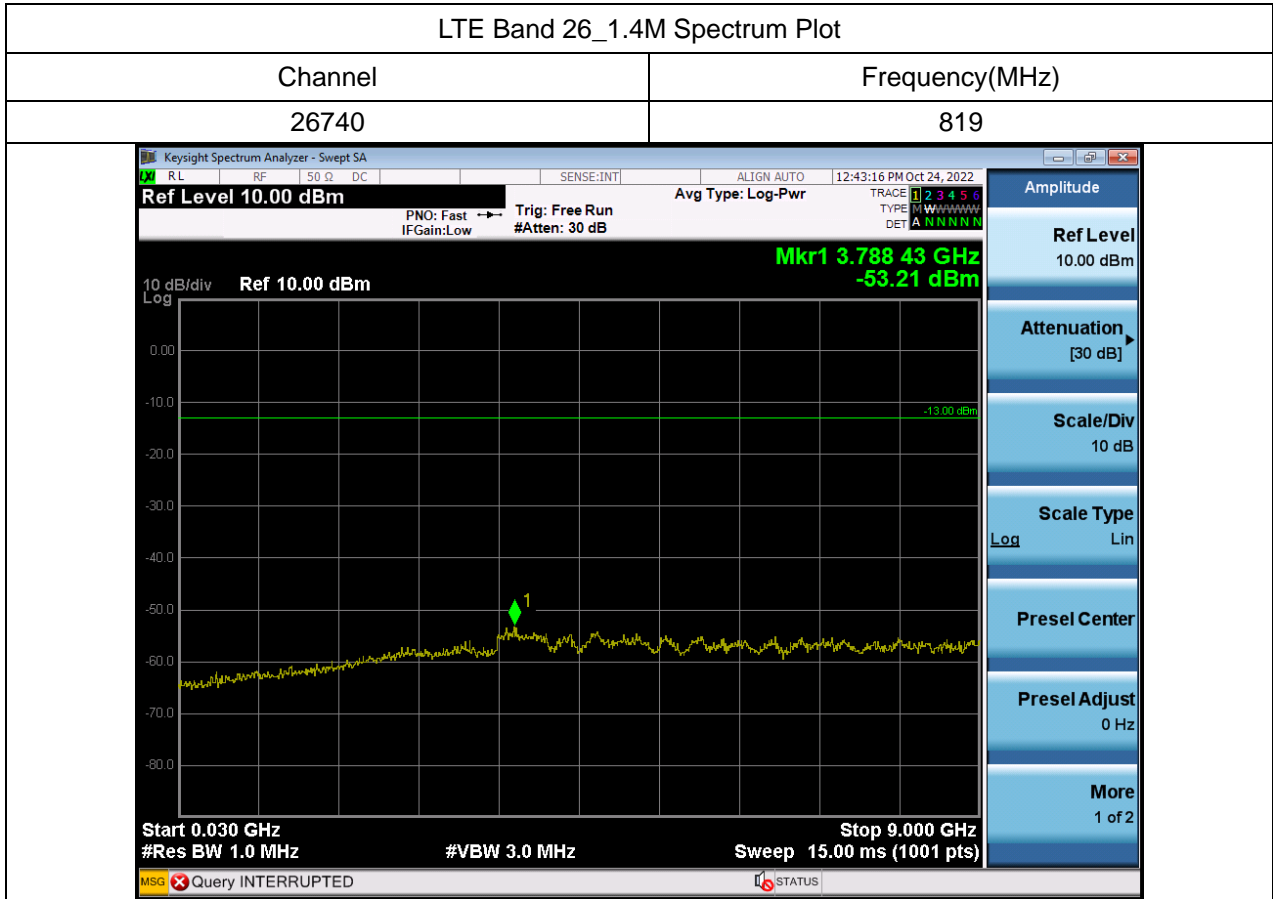 LTE Band 26_1.4M Spectrum Plot
Channel Frequency(MHz)
26740 819
Keysight Spectrum Analyzer - Swept SA
LXI RL RF 50 Ω DC SENSE:INT ALIGN AUTO 12:43:16 PM Oct 24, 2022
Ref Level 10.00 dBm
PNO: Fast
IFGain:Low
Trig: Free Run
#Atten: 30 dB
Avg Type: Log-Pwr
TRACE 1 2 3 4 5 6
TYPE M W W W W W
DET A N N N N N
Mkr1 3.788 43 GHz
-53.21 dBm
10 dB/div Ref 10.00 dBm
Log
0.00
-10.0
-13.00 dBm
-20.0
-30.0
-40.0
-50.0
1
-60.0
-70.0
-80.0
Start 0.030 GHz Stop 9.000 GHz
#Res BW 1.0 MHz #VBW 3.0 MHz Sweep 15.00 ms (1001 pts)
MSG Query INTERRUPTED STATUS
Amplitude
Ref Level
10.00 dBm
Attenuation
[30 dB]
Scale/Div
10 dB
Scale Type
Log Lin
Presel Center
Presel Adjust
0 Hz
More
1 of 2